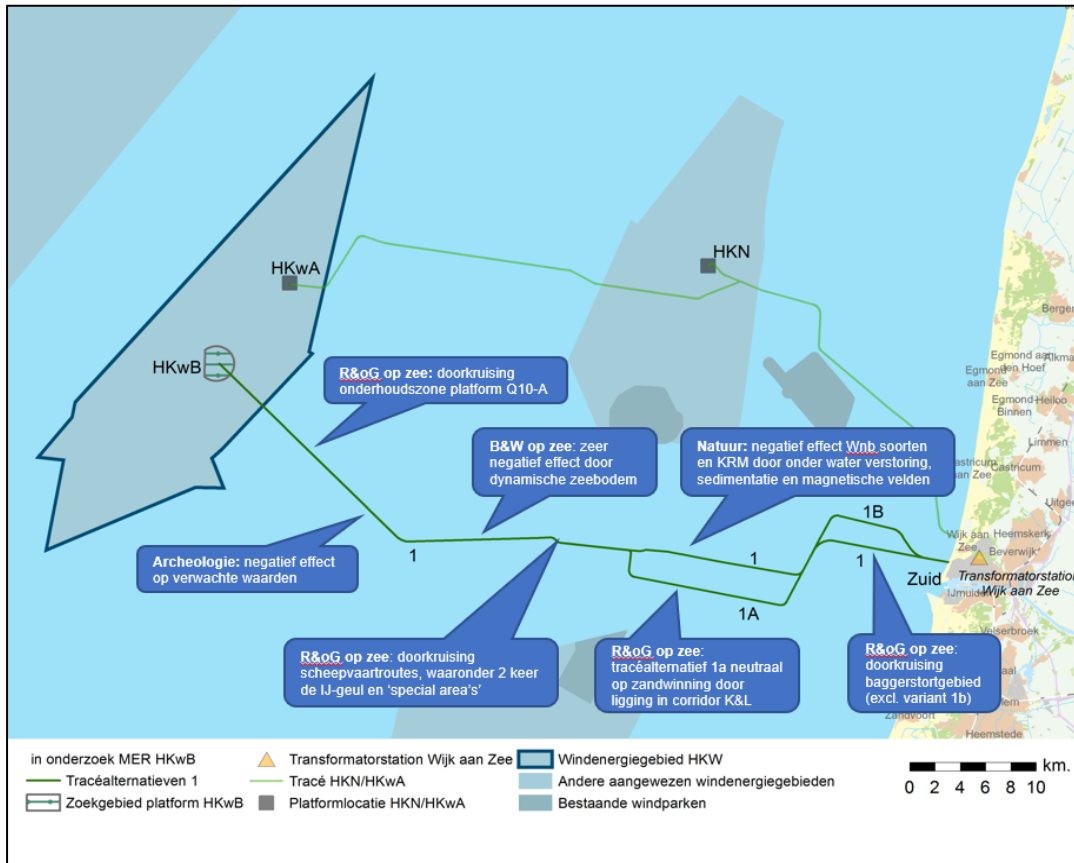 HKN
HKwA
HKwB
R&oG op zee: doorkruising
onderhoudszone platform Q10-A
B&W op zee: zeer
negatief effect door
dynamische zeebodem
Natuur: negatief effect Wnb soorten
en KRM door onder water verstoring,
sedimentatie en magnetische velden
Archeologie: negatief effect
op verwachte waarden
1
1
1A
1B
1
Zuid
R&oG op zee: doorkruising
scheepvaartroutes, waaronder 2 keer
de IJ-geul en ‘special area’s’
R&oG op zee:
tracéalternatief 1a neutraal
op zandwinning door
ligging in corridor K&L
R&oG op zee:
doorkruising
baggerstortgebied
(excl. variant 1b)
Bergen
Egmond aan
den Hoef
Egmond
aan Zee
Egmond-
Binnen
Heiloo
Limmen
Castricum
aan Zee
Castricum
Uitgee
Wijk aan
Zee
Heemskerk
Beverwijk
Transformatorstation
Wijk aan Zee
IJmuiden
Velserbroek
Zandvoort
Heemstede
in onderzoek MER HKwB
Tracéalternatieven 1
Zoekgebied platform HKwB
Transformatorstation Wijk aan Zee
Tracé HKN/HKwA
Platformlocatie HKN/HKwA
Windenergiegebied HKW
Andere aangewezen windenergiegebieden
Bestaande windparken
km.
0 2 4 6 8 10